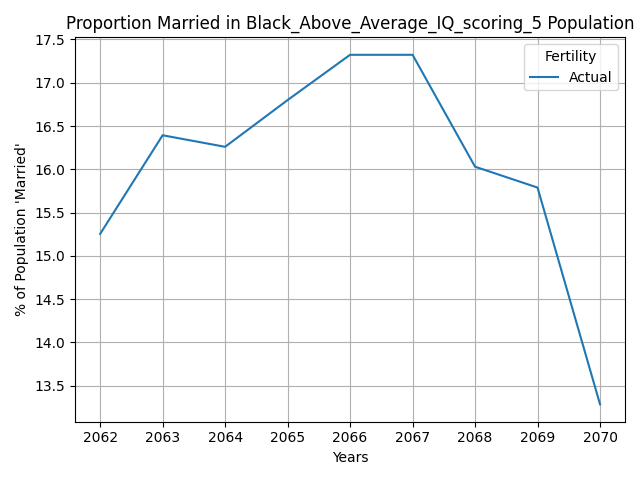 Proportion Married in Black_Above_Average_IQ_scoring_5 Population
17.5
17.0
16.5
16.0
15.5
15.0
14.5
14.0
13.5
% of Population 'Married'
Fertility
Actual
2062 2063 2064 2065 2066 2067 2068 2069 2070
Years